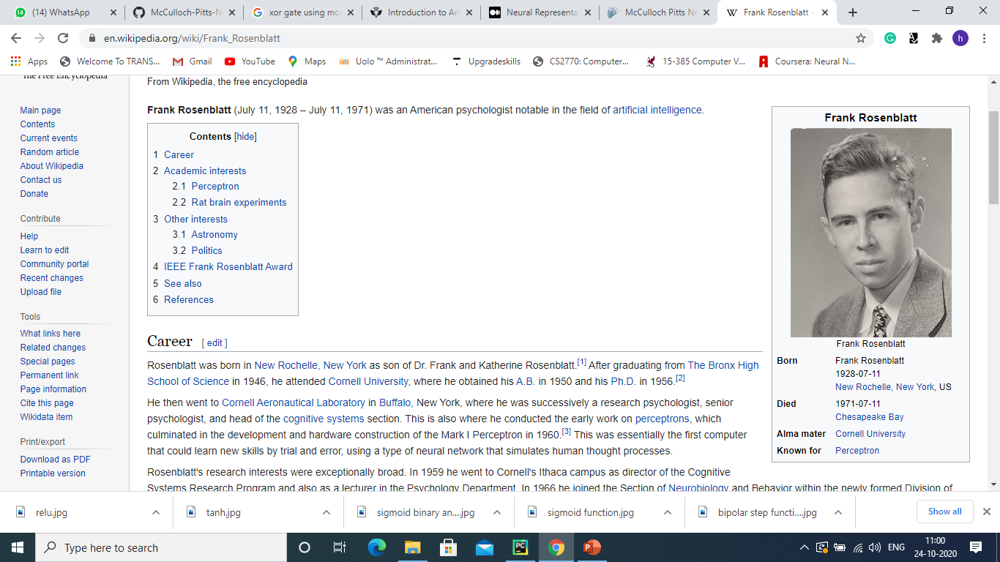 (14) WhatsApp
McCulloch-Pitts-N
xor gate using mcc
Introduction to Art
Neural Representa
McCulloch Pitts Ne
Frank Rosenblatt -
en.wikipedia.org/wiki/Frank_Rosenblatt
h
Apps
Welcome To TRANS...
Gmail
YouTube
Maps
Uolo ™ Administrat...
Upgradeskills
CS2770: Computer...
15-385 Computer V...
Coursera: Neural N...
The Free Encyclopedia
Main page
Contents
Current events
Random article
About Wikipedia
Contact us
Donate
Contribute
Help
Learn to edit
Community portal
Recent changes
Upload file
Tools
What links here
Related changes
Special pages
Permanent link
Page information
Cite this page
Wikidata item
Print/export
Download as PDF
Printable version
From Wikipedia, the free encyclopedia
Frank Rosenblatt (July 11, 1928 – July 11, 1971) was an American psychologist notable in the field of artificial intelligence.
Contents [hide]
1 Career
2 Academic interests
2.1 Perceptron
2.2 Rat brain experiments
3 Other interests
3.1 Astronomy
3.2 Politics
4 IEEE Frank Rosenblatt Award
5 See also
6 References
Career [ edit ]
Rosenblatt was born in New Rochelle, New York as son of Dr. Frank and Katherine Rosenblatt.[1] After graduating from The Bronx High
School of Science in 1946, he attended Cornell University, where he obtained his A.B. in 1950 and his Ph.D. in 1956.[2]
He then went to Cornell Aeronautical Laboratory in Buffalo, New York, where he was successively a research psychologist, senior
psychologist, and head of the cognitive systems section. This is also where he conducted the early work on perceptrons, which
culminated in the development and hardware construction of the Mark I Perceptron in 1960.[3] This was essentially the first computer
that could learn new skills by trial and error, using a type of neural network that simulates human thought processes.
Rosenblatt's research interests were exceptionally broad. In 1959 he went to Cornell's Ithaca campus as director of the Cognitive
Systems Research Program and also as a lecturer in the Psychology Department. In 1966 he joined the Section of Neurobiology and Behavior within the newly formed Division of
Frank Rosenblatt
Frank Rosenblatt
Born Frank Rosenblatt
1928-07-11
New Rochelle, New York, US
Died 1971-07-11
Chesapeake Bay
Alma mater Cornell University
Known for Perceptron
relu.jpg
tanh.jpg
sigmoid binary an....jpg
sigmoid function.jpg
bipolar step functi....jpg
Show all
Type here to search
PC
P
ENG
11:00
24-10-2020